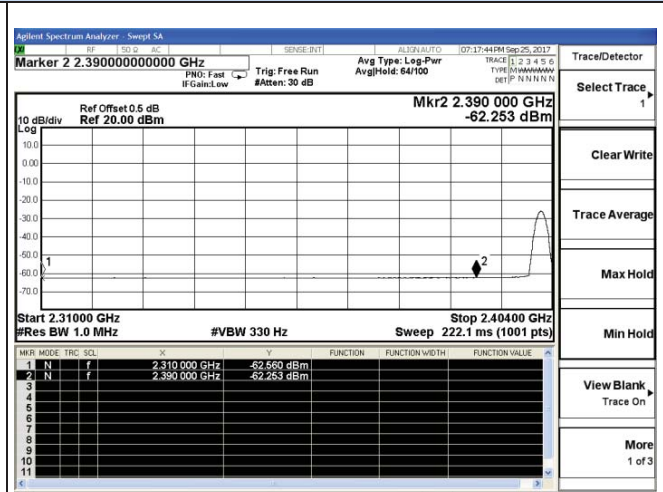 Agilent Spectrum Analyzer - Swept SA
RF 50 Ω AC SENSE:INT ALIGN AUTO 07:17:44 PM Sep 25, 2017
Marker 2 2.390000000000 GHz
PNO: Fast
IFGain:Low
Trig: Free Run
#Atten: 30 dB
Avg Type: Log-Pwr
Avg|Hold: 64/100
TRACE 1 2 3 4 5 6
TYPE
DET P N N N N N
Ref Offset 0.5 dB
10 dB/div Ref 20.00 dBm
Log
Mkr2 2.390 000 GHz
-62.253 dBm
10.0
0.00
-10.0
-20.0
-30.0
-40.0
-50.0
-60.0
-70.0
1
2
Start 2.31000 GHz Stop 2.40400 GHz
#Res BW 1.0 MHz #VBW 330 Hz Sweep 222.1 ms (1001 pts)
MKR MODE TRC SCL X Y FUNCTION FUNCTION WIDTH FUNCTION VALUE
1 N f 2.310 000 GHz -62.560 dBm
2 N f 2.390 000 GHz -62.253 dBm
3
4
5
6
7
8
9
10
11
Trace/Detector
Select Trace
1
Clear Write
Trace Average
Max Hold
Min Hold
View Blank
Trace On
More
1 of 3